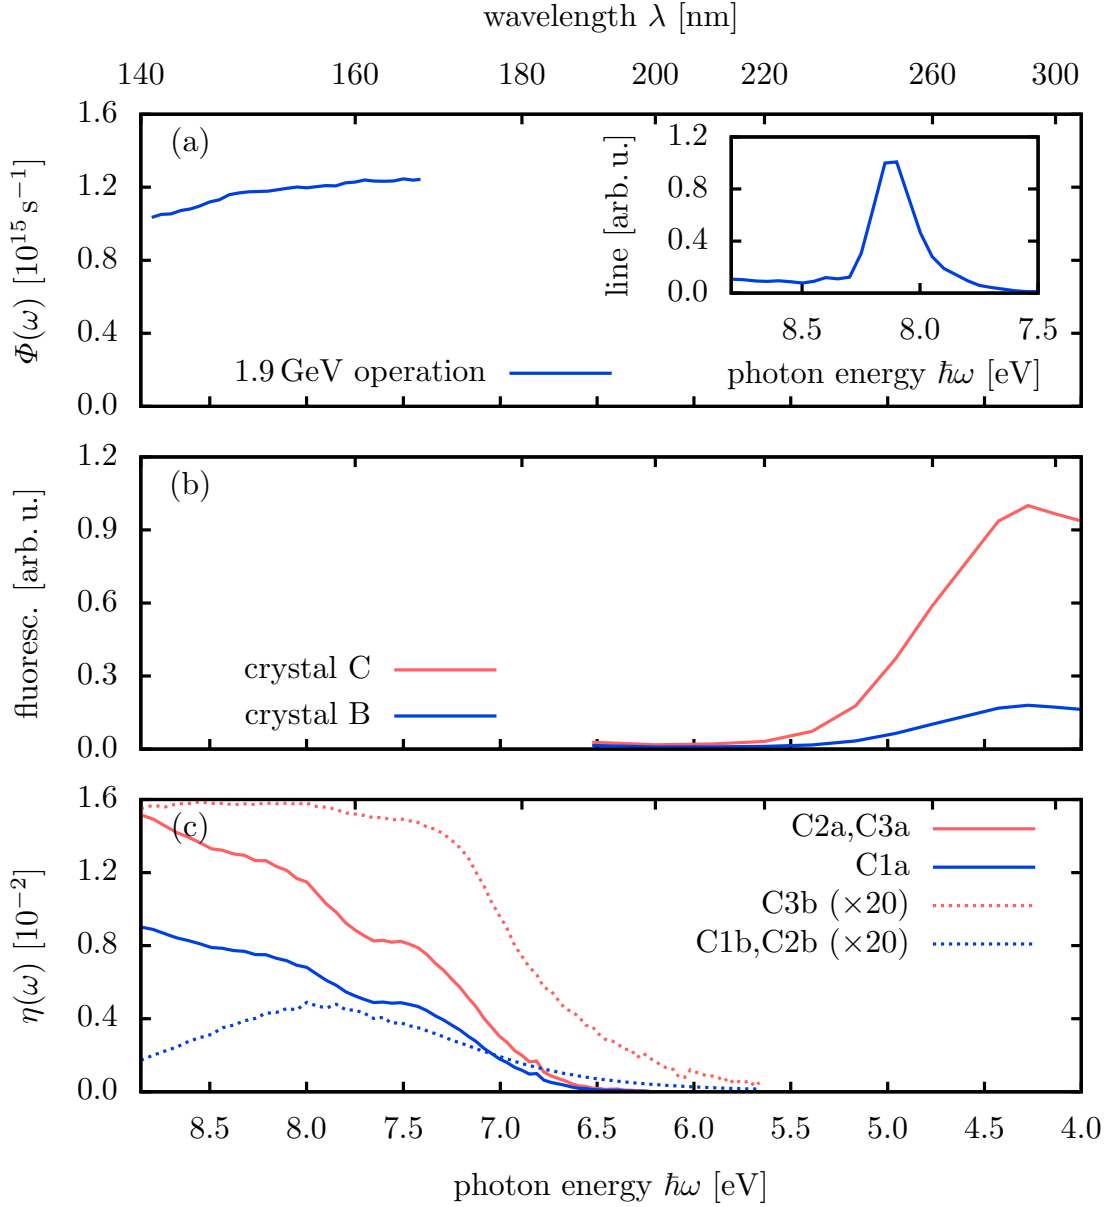 wavelength λ [nm]
140 160 180 200 220 260 300
Φ(ω) [10¹⁵ s⁻¹]
1.6
1.2
0.8
0.4
0.0
(a)
1.9 GeV operation
line [arb. u.]
1.2
0.8
0.4
0.0
8.5 8.0 7.5
photon energy ħω [eV]
fluoresc. [arb. u.]
1.2
0.9
0.6
0.3
0.0
(b)
crystal C
crystal B
η(ω) [10⁻²]
1.6
1.2
0.8
0.4
0.0
(c)
C2a,C3a
C1a
C3b (×20)
C1b,C2b (×20)
8.5 8.0 7.5 7.0 6.5 6.0 5.5 5.0 4.5 4.0
photon energy ħω [eV]